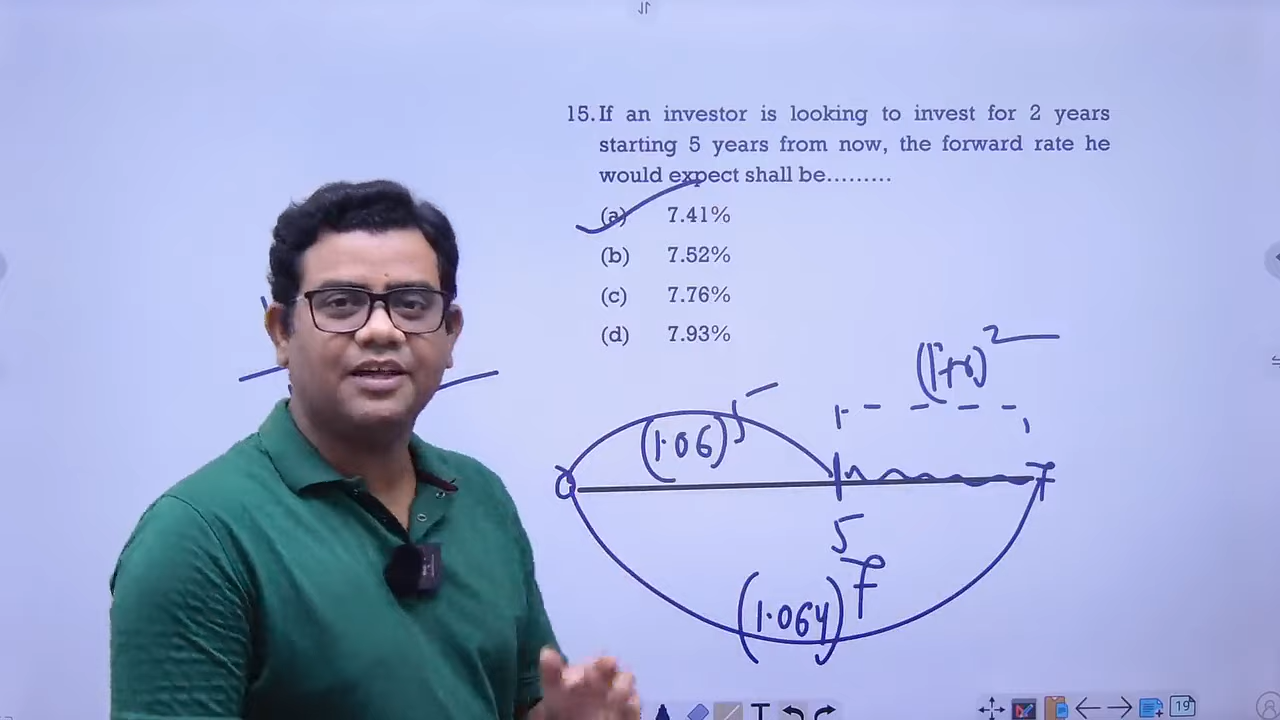 15. If an investor is looking to invest for 2 years
starting 5 years from now, the forward rate he
would expect shall be.........
(a) 7.41%
(b) 7.52%
(c) 7.76%
(d) 7.93%
(1+r)²
(1.06)⁵
0
7
5
(1.064)⁷
T
19